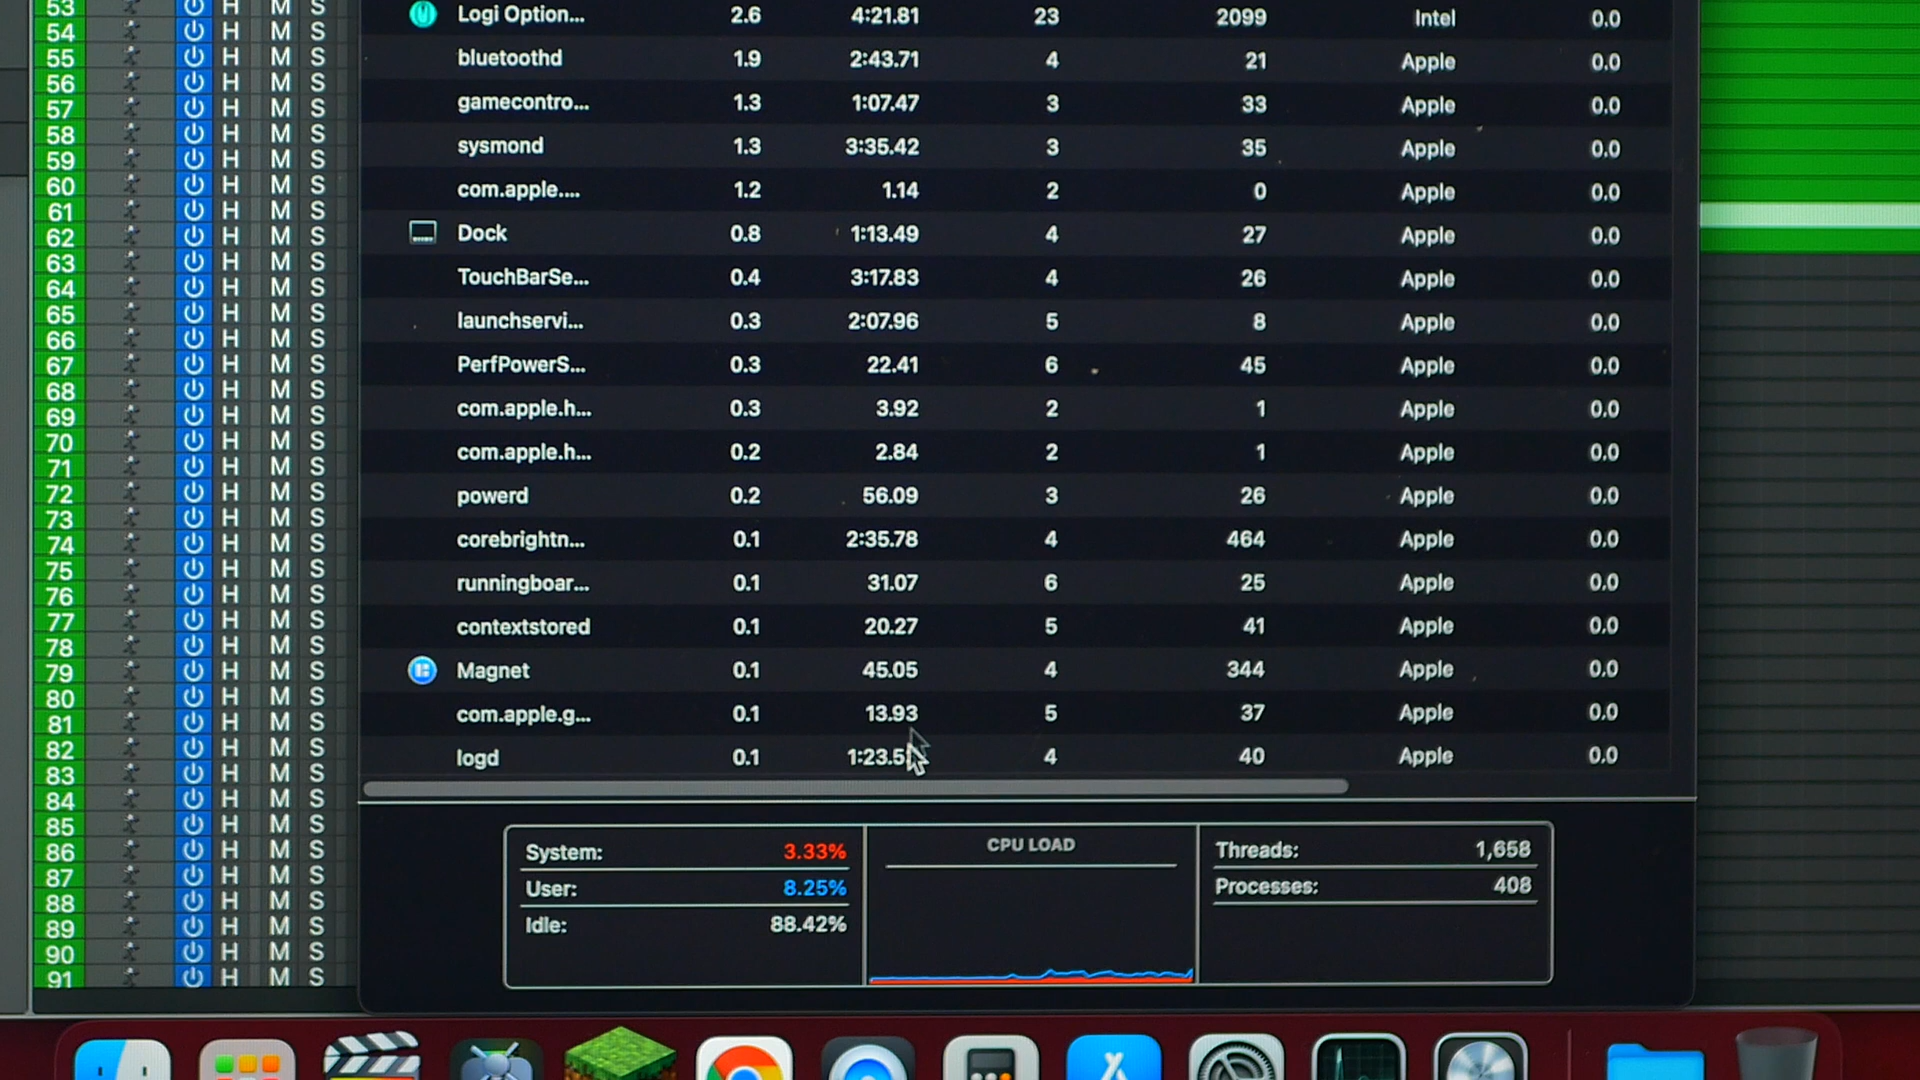 53
54 H M S
55 H M S
56 H M S
57 H M S
58 H M S
59 H M S
60 H M S
61 H M S
62 H M S
63 H M S
64 H M S
65 H M S
66 H M S
67 H M S
68 H M S
69 H M S
70 H M S
71 H M S
72 H M S
73 H M S
74 H M S
75 H M S
76 H M S
77 H M S
78 H M S
79 H M S
80 H M S
81 H M S
82 H M S
83 H M S
84 H M S
85 H M S
86 H M S
87 H M S
88 H M S
89 H M S
90 H M S
91 H M S
Logi Option... 2.6 4:21.81 23 2099 Intel 0.0
bluetoothd 1.9 2:43.71 4 21 Apple 0.0
gamecontro... 1.3 1:07.47 3 33 Apple 0.0
sysmond 1.3 3:35.42 3 35 Apple 0.0
com.apple.... 1.2 1.14 2 0 Apple 0.0
Dock 0.8 1:13.49 4 27 Apple 0.0
TouchBarSe... 0.4 3:17.83 4 26 Apple 0.0
launchservi... 0.3 2:07.96 5 8 Apple 0.0
PerfPowerS... 0.3 22.41 6 45 Apple 0.0
com.apple.h... 0.3 3.92 2 1 Apple 0.0
com.apple.h... 0.2 2.84 2 1 Apple 0.0
powerd 0.2 56.09 3 26 Apple 0.0
corebrightn... 0.1 2:35.78 4 464 Apple 0.0
runningboar... 0.1 31.07 6 25 Apple 0.0
contextstored 0.1 20.27 5 41 Apple 0.0
Magnet 0.1 45.05 4 344 Apple 0.0
com.apple.g... 0.1 13.93 5 37 Apple 0.0
logd 0.1 4 40 Apple 0.0
System: 3.33%
User: 8.25%
Idle: 88.42%
CPU LOAD
Threads: 1,658
Processes: 408